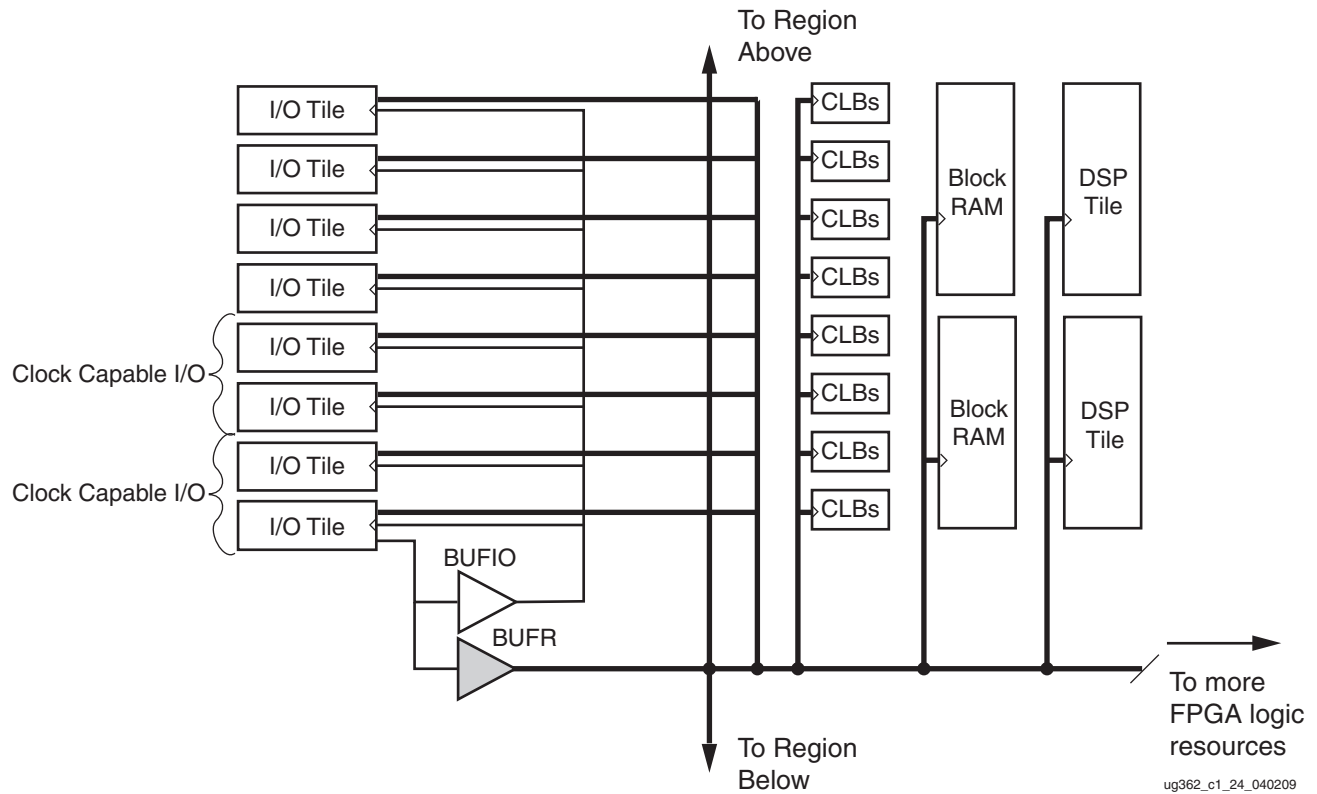 To Region
Above
I/O Tile
I/O Tile
I/O Tile
I/O Tile
I/O Tile
I/O Tile
I/O Tile
I/O Tile
Clock Capable I/O
Clock Capable I/O
CLBs
CLBs
CLBs
CLBs
CLBs
CLBs
CLBs
CLBs
Block
RAM
DSP
Tile
Block
RAM
DSP
Tile
BUFIO
BUFR
To more
FPGA logic
resources
To Region
Below
ug362_c1_24_040209